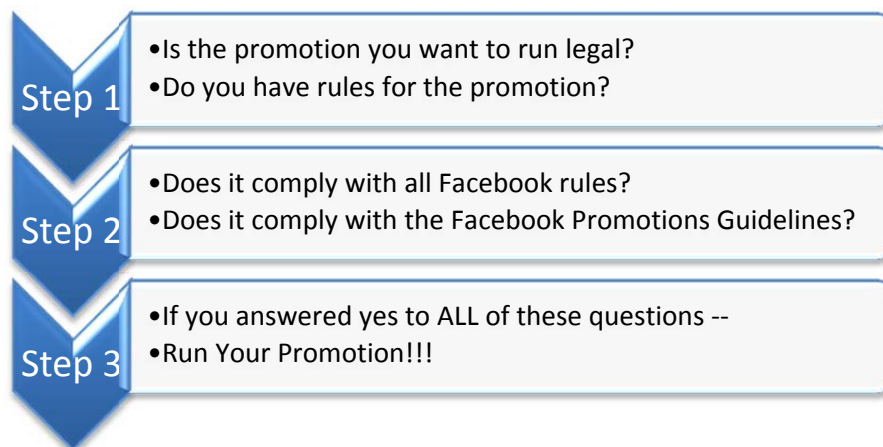 Step 1
•Is the promotion you want to run legal?
•Do you have rules for the promotion?
Step 2
•Does it comply with all Facebook rules?
•Does it comply with the Facebook Promotions Guidelines?
Step 3
•If you answered yes to ALL of these questions --
•Run Your Promotion!!!